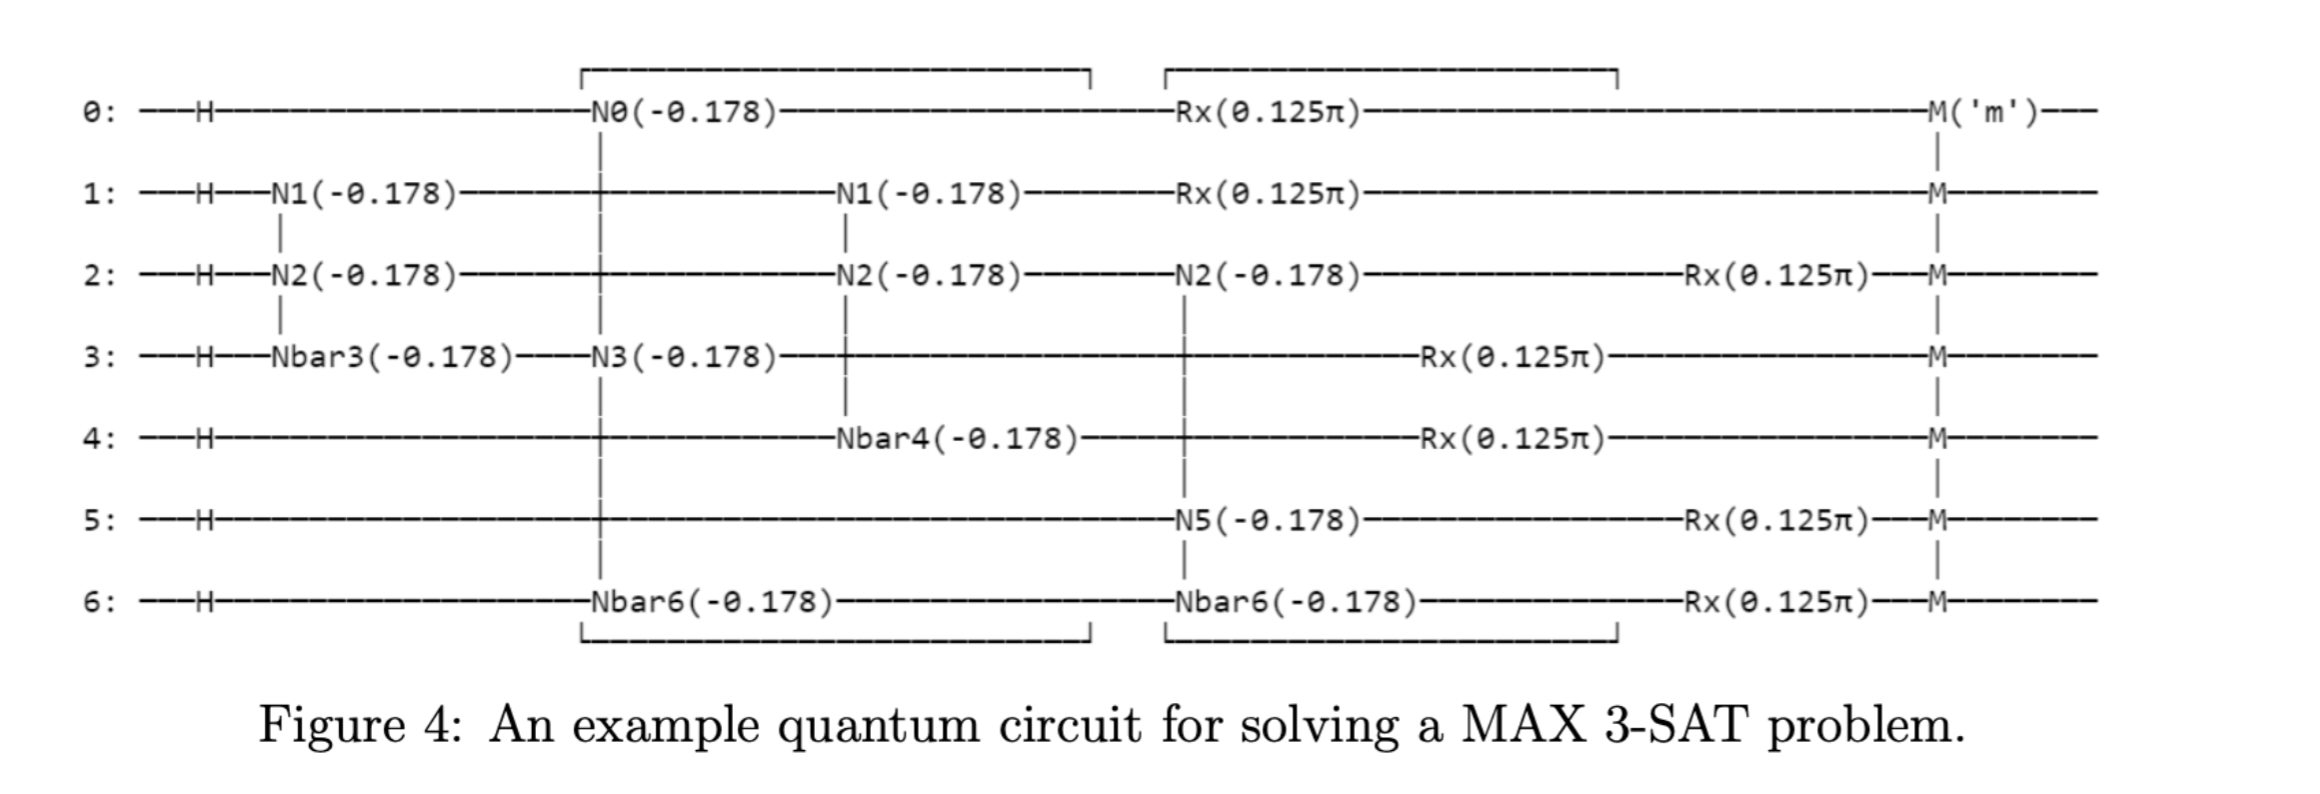 0: H N0(-0.178) Rx(0.125π) M('m')
1: H N1(-0.178) N1(-0.178) Rx(0.125π) M
2: H N2(-0.178) N2(-0.178) N2(-0.178) Rx(0.125π) M
3: H Nbar3(-0.178) N3(-0.178) Rx(0.125π) M
4: H Nbar4(-0.178) Rx(0.125π) M
5: H N5(-0.178) Rx(0.125π) M
6: H Nbar6(-0.178) Nbar6(-0.178) Rx(0.125π) M
Figure 4: An example quantum circuit for solving a MAX 3-SAT problem.